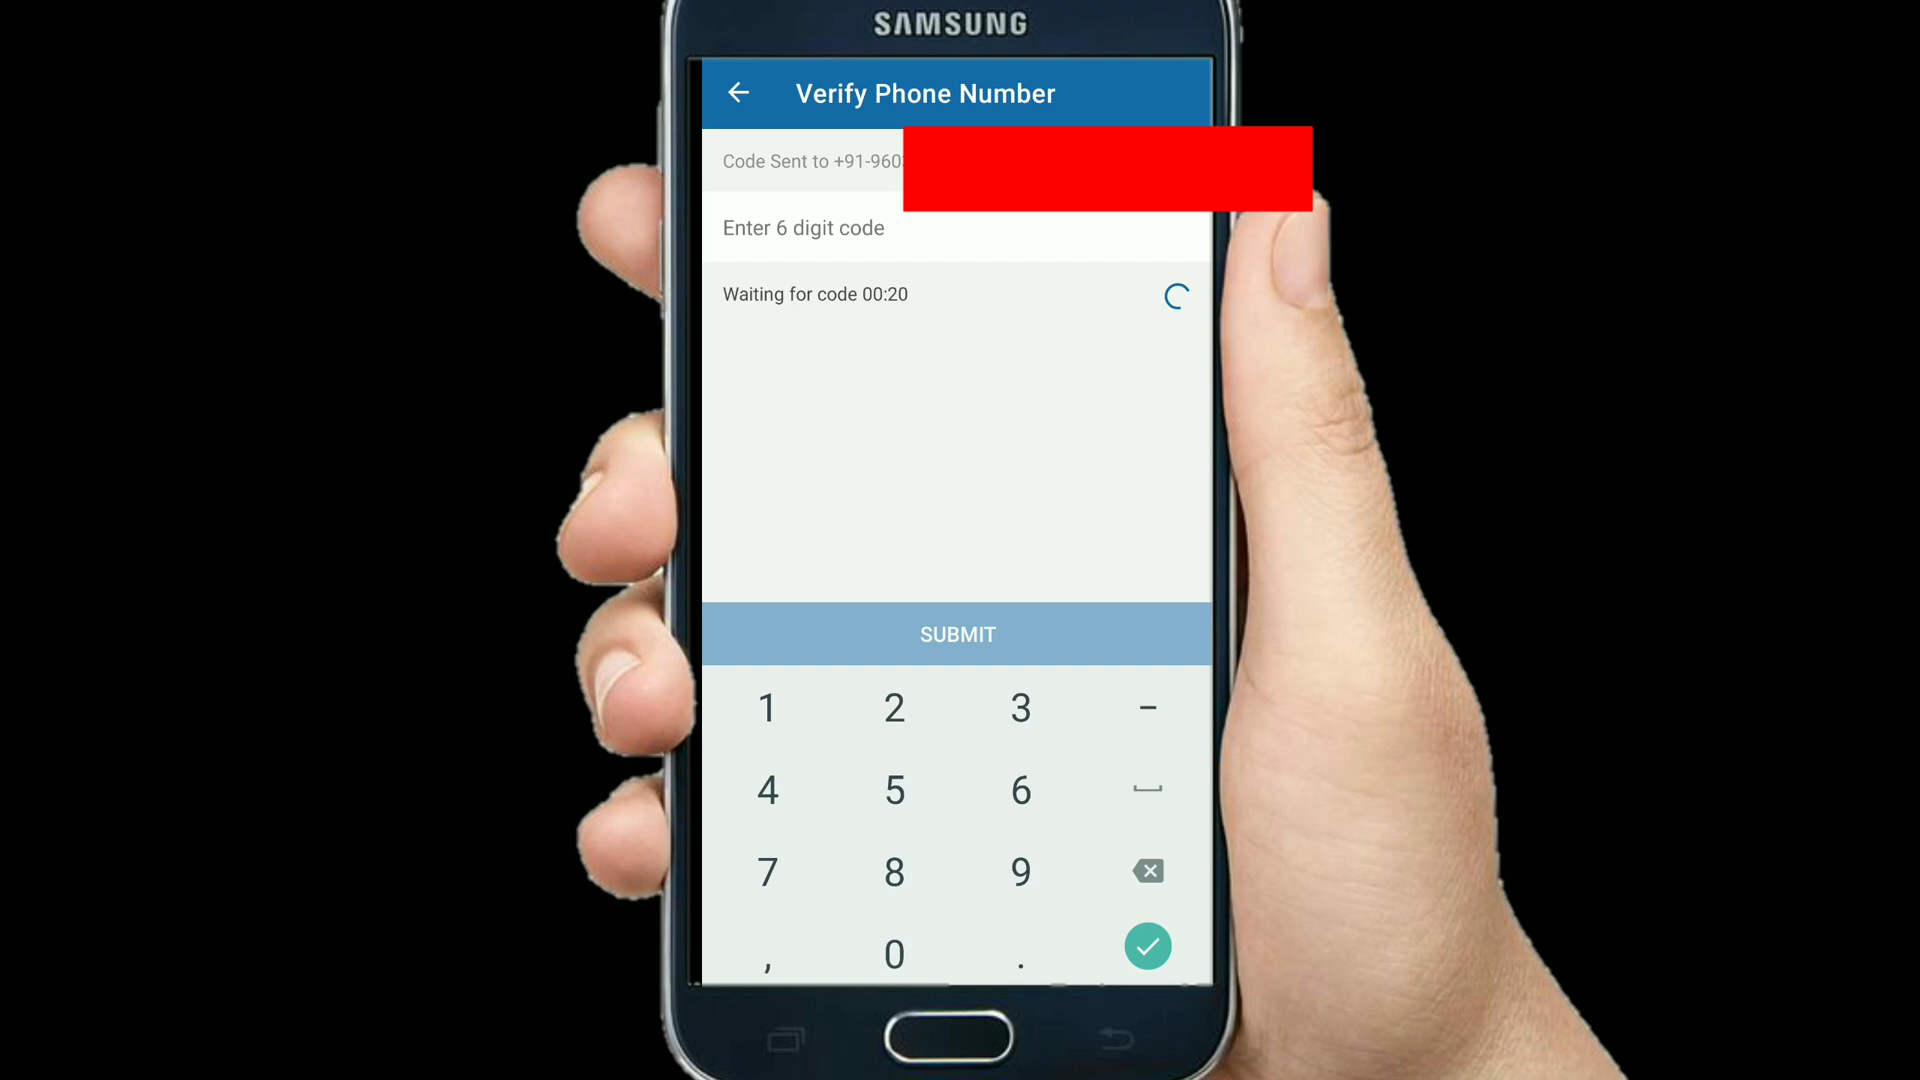 SAMSUNG
Verify Phone Number
Code Sent to +91-960
Enter 6 digit code
Waiting for code 00:20
SUBMIT
1 2 3 -
4 5 6
7 8 9
, 0 .